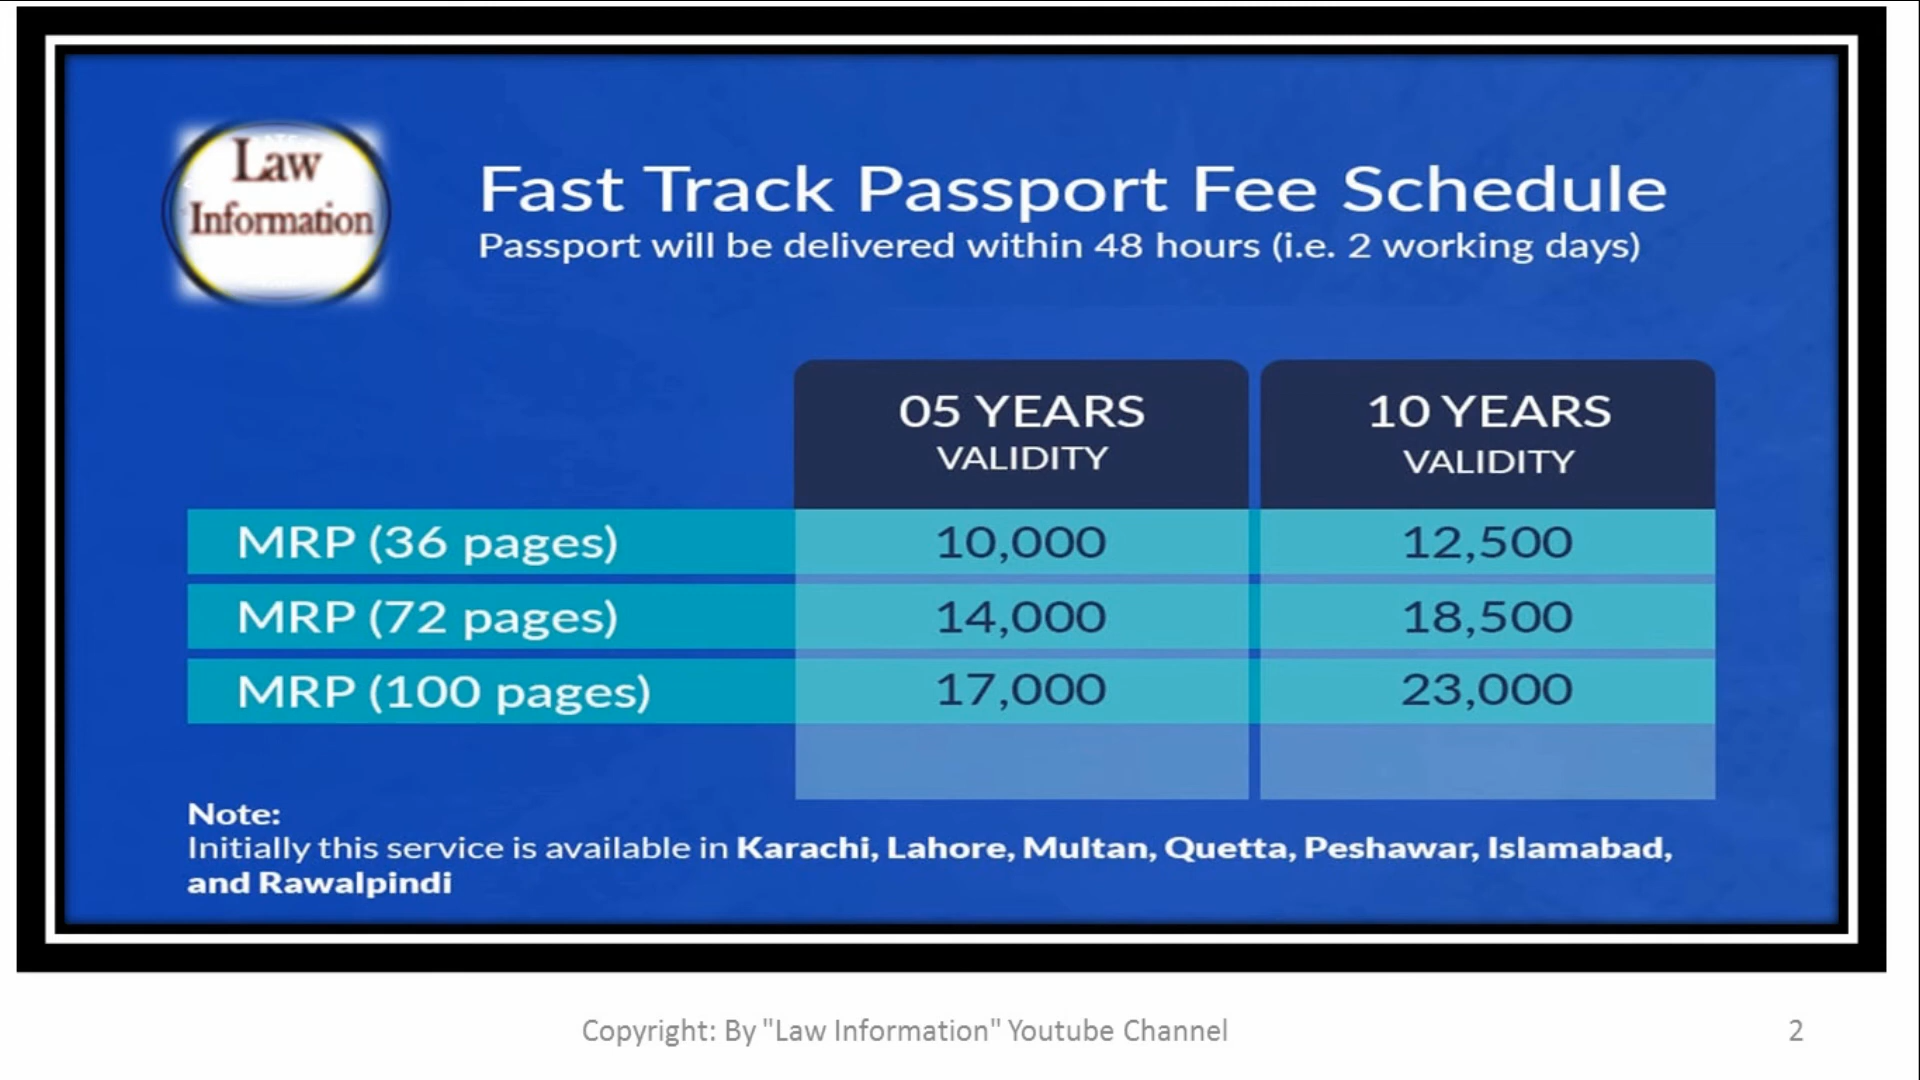 Law
Information
Fast Track Passport Fee Schedule
Passport will be delivered within 48 hours (i.e. 2 working days)
05 YEARS
VALIDITY
10 YEARS
VALIDITY
MRP (36 pages) 10,000 12,500
MRP (72 pages) 14,000 18,500
MRP (100 pages) 17,000 23,000
Note:
Initially this service is available in Karachi, Lahore, Multan, Quetta, Peshawar, Islamabad,
and Rawalpindi
Copyright: By "Law Information" Youtube Channel
2